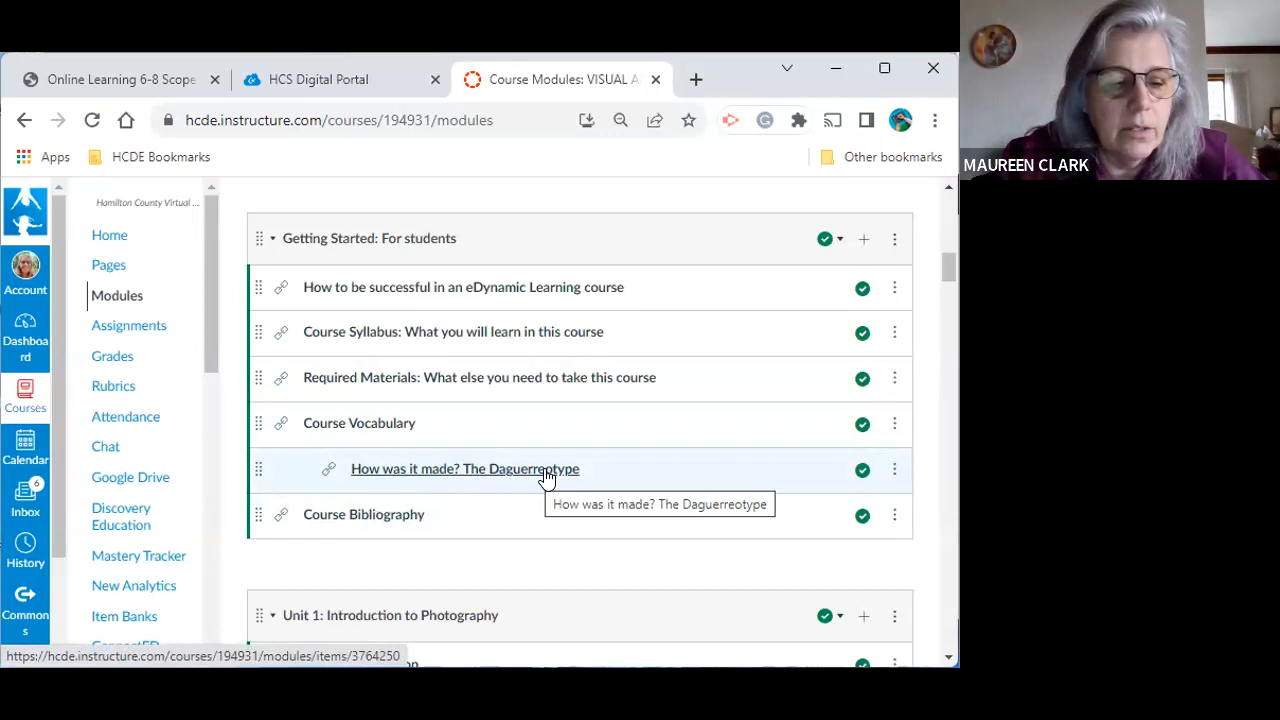 Online Learning 6-8 Scope
HCS Digital Portal
Course Modules: VISUAL A
hcde.instructure.com/courses/194931/modules
Apps
HCDE Bookmarks
Other bookmarks
MAUREEN CLARK
Account
Dashboa
rd
Courses
Calendar
6
Inbox
History
Common
s
Hamilton County Virtual ...
Home
Pages
Modules
Assignments
Grades
Rubrics
Attendance
Chat
Google Drive
Discovery
Education
Mastery Tracker
New Analytics
Item Banks
ConnectED
Getting Started: For students
How to be successful in an eDynamic Learning course
Course Syllabus: What you will learn in this course
Required Materials: What else you need to take this course
Course Vocabulary
How was it made? The Daguerreotype
How was it made? The Daguerreotype
Course Bibliography
Unit 1: Introduction to Photography
https://hcde.instructure.com/courses/194931/modules/items/3764250